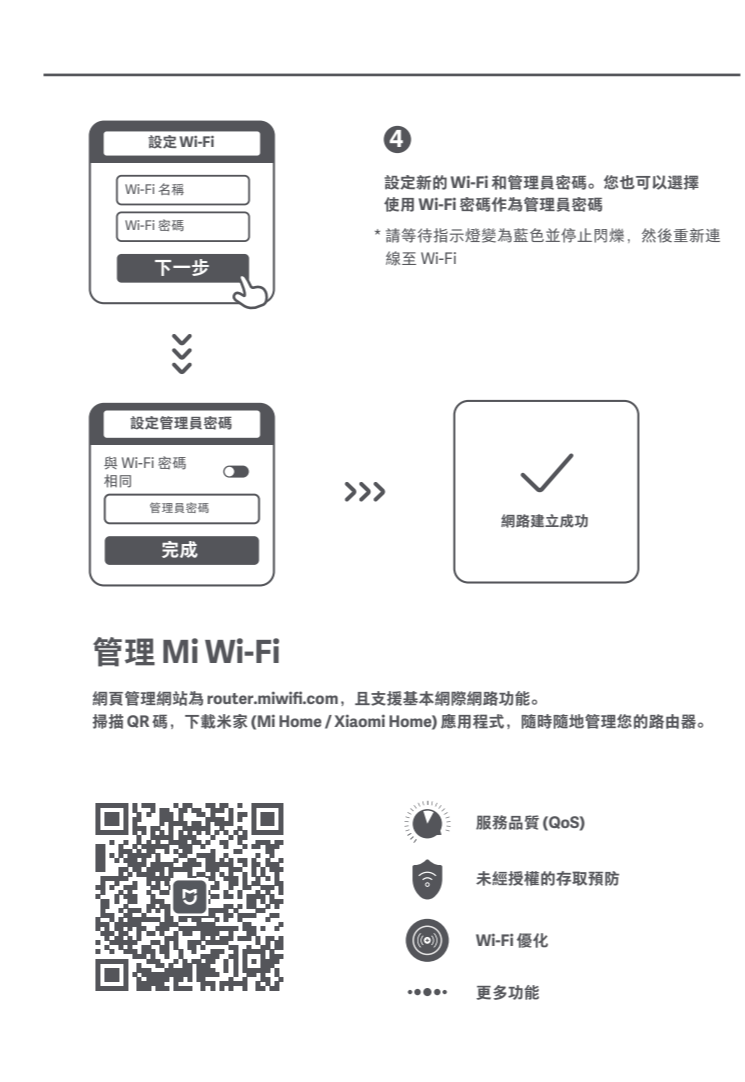 設定 Wi-Fi
Wi-Fi 名稱
Wi-Fi 密碼
下一步
4
設定新的 Wi-Fi 和管理員密碼。您也可以選擇
使用 Wi-Fi 密碼作為管理員密碼
* 請等待指示燈變為藍色並停止閃爍，然後重新連
線至 Wi-Fi
設定管理員密碼
與 Wi-Fi 密碼
相同
管理員密碼
完成
網路建立成功
管理 Mi Wi-Fi
網頁管理網站為 router.miwifi.com，且支援基本網際網路功能。
掃描 QR 碼，下載米家 (Mi Home / Xiaomi Home) 應用程式，隨時隨地管理您的路由器。
服務品質 (QoS)
未經授權的存取預防
Wi-Fi 優化
更多功能